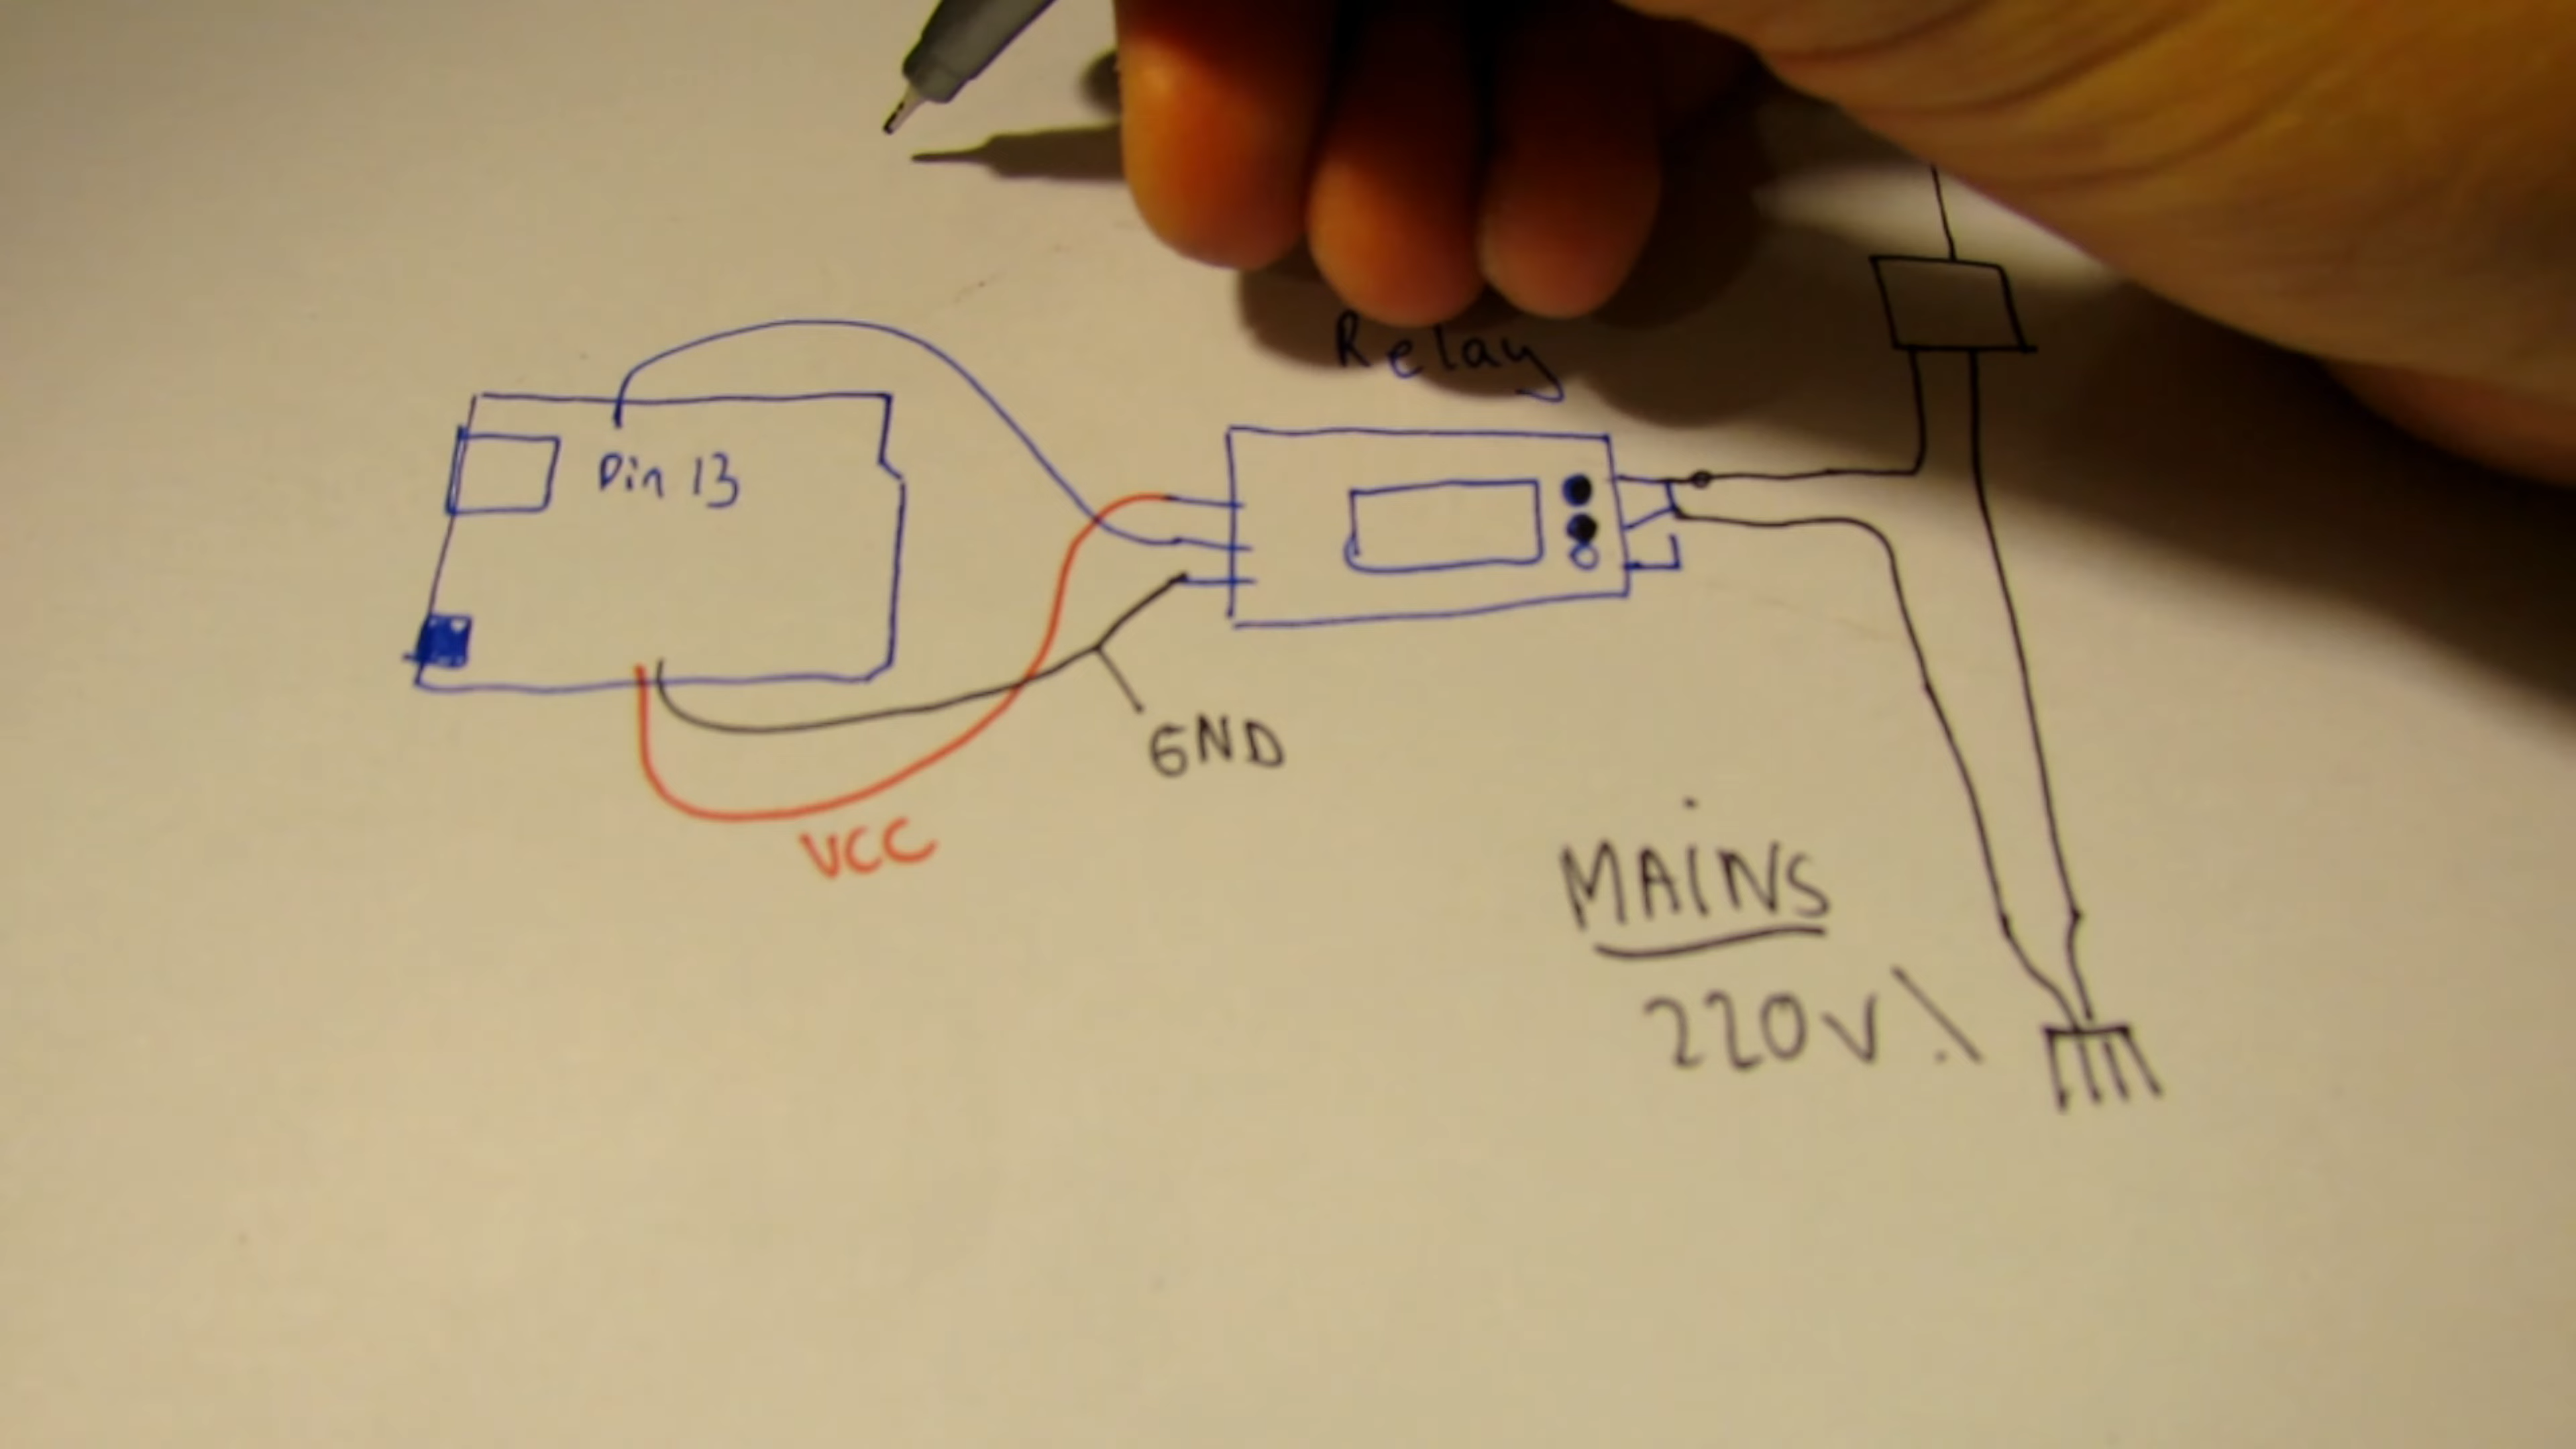 Relay
Pin 13
GND
VCC
MAINS
220V